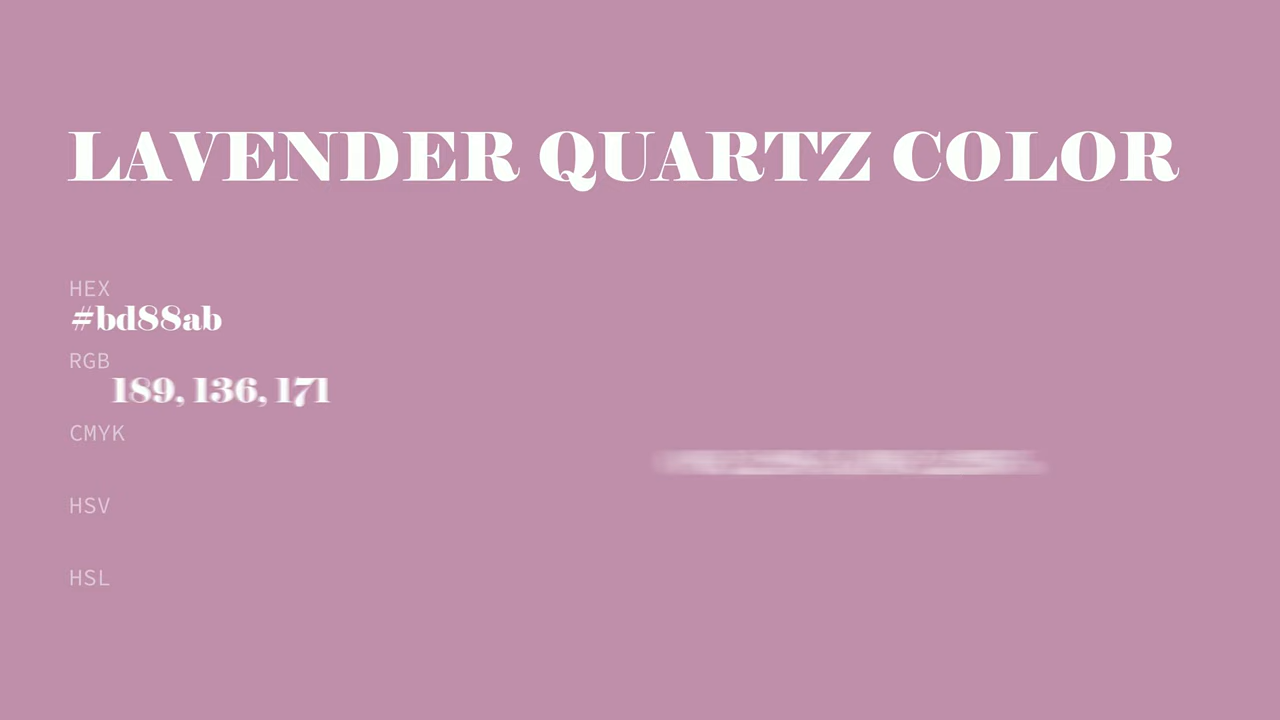 LAVENDER QUARTZ COLOR
HEX
#bd88ab
RGB
189, 136, 171
CMYK
HSV
HSL